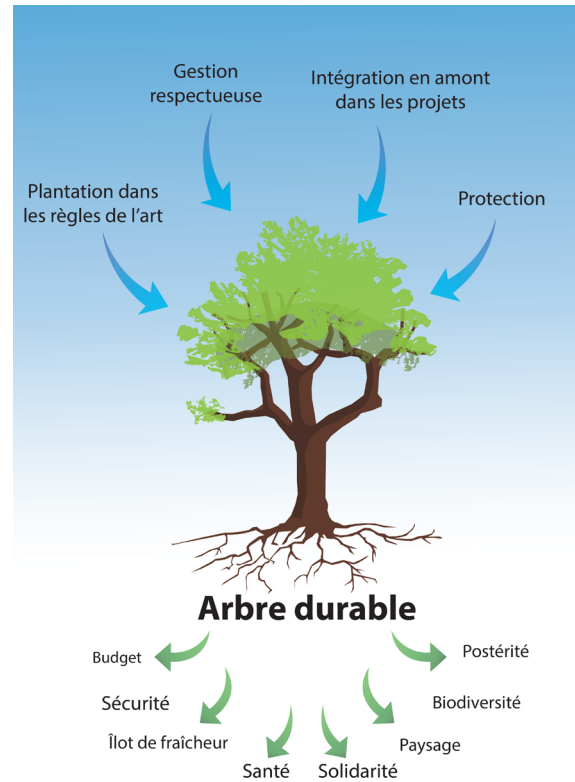 Gestion
respectueuse
Intégration en amont
dans les projets
Plantation dans
les règles de l'art
Protection
Arbre durable
Budget
Postérité
Sécurité
Biodiversité
Îlot de fraîcheur
Paysage
Santé
Solidarité